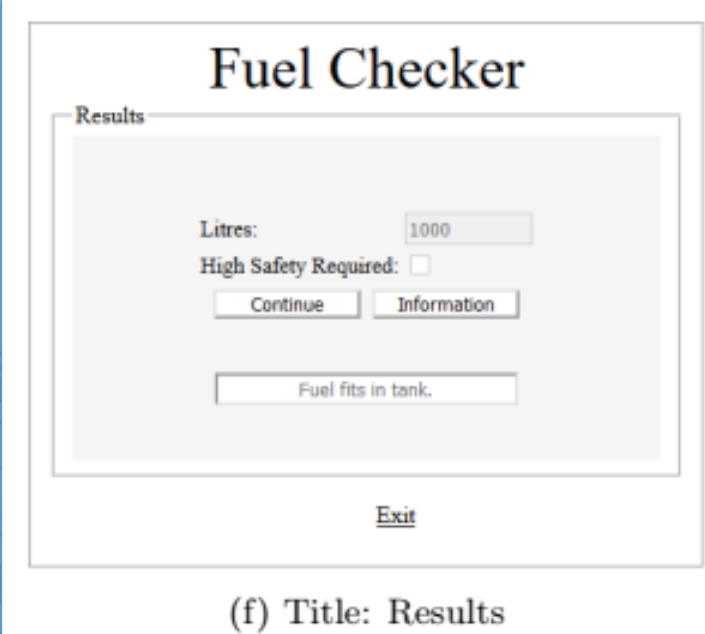 Fuel Checker
Results
Litres: 1000
High Safety Required:
Continue Information
Fuel fits in tank.
Exit
(f) Title: Results